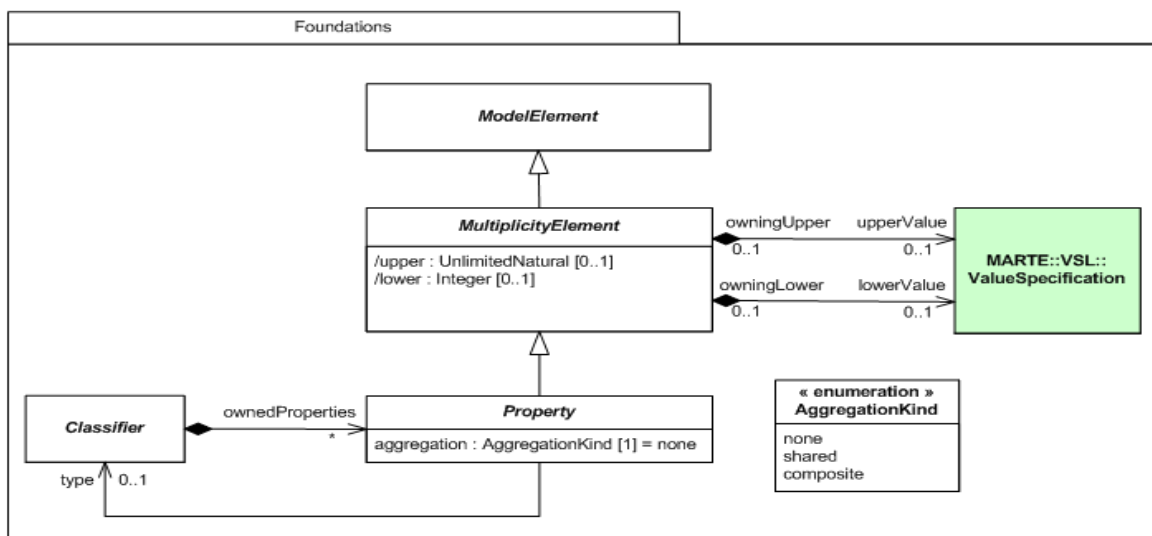 Foundations
ModelElement
MultiplicityElement
/upper : UnlimitedNatural [0..1]
/lower : Integer [0..1]
owningUpper
upperValue
0..1
0..1
owningLower
lowerValue
0..1
0..1
MARTE::VSL::
ValueSpecification
Classifier
ownedProperties
*
type
0..1
Property
aggregation : AggregationKind [1] = none
« enumeration »
AggregationKind
none
shared
composite